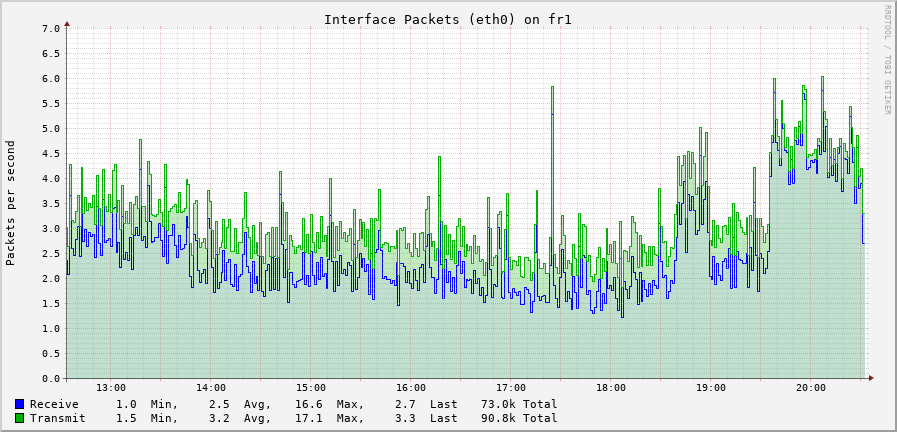 Interface Packets (eth0) on fr1
RRDTOOL / TOBI OETIKER
Packets per second
7.0
6.5
6.0
5.5
5.0
4.5
4.0
3.5
3.0
2.5
2.0
1.5
1.0
0.5
0.0
13:00 14:00 15:00 16:00 17:00 18:00 19:00 20:00
Receive 1.0 Min, 2.5 Avg, 16.6 Max, 2.7 Last 73.0k Total
Transmit 1.5 Min, 3.2 Avg, 17.1 Max, 3.3 Last 90.8k Total